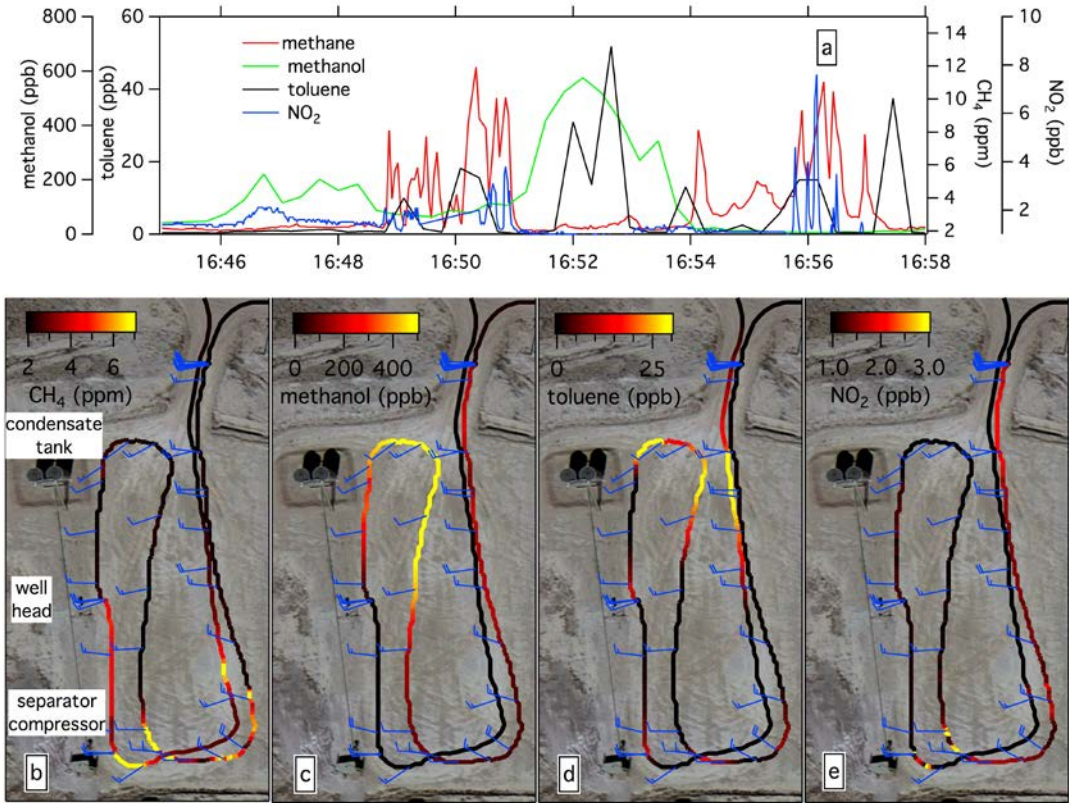 800
600
400
200
0
methanol (ppb)
60
40
20
0
toluene (ppb)
methane
methanol
toluene
NO₂
a
14
12
10
8
6
4
2
CH₄ (ppm)
10
8
6
4
2
NO₂ (ppb)
16:46 16:48 16:50 16:52 16:54 16:56 16:58
2 4 6
CH₄ (ppm)
condensate
tank
well
head
separator
compressor
b
0 200 400
methanol (ppb)
c
0 25
toluene (ppb)
d
1.0 2.0 3.0
NO₂ (ppb)
e